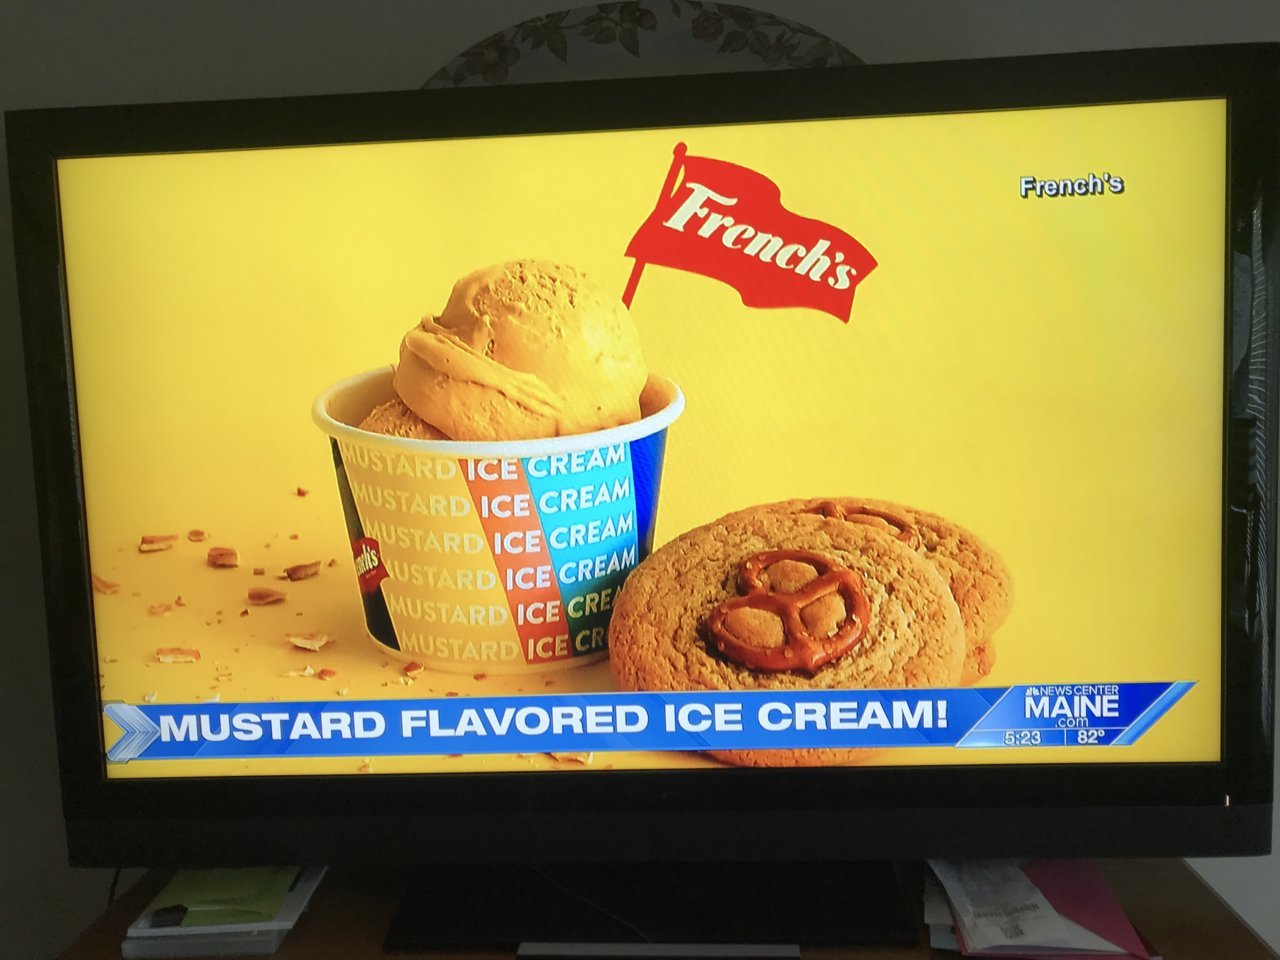 French's
French's
MUSTARD ICE CREAM
MUSTARD ICE CREAM
MUSTARD ICE CREAM
MUSTARD ICE CREAM
MUSTARD ICE CREA
MUSTARD ICE CR
MUSTARD FLAVORED ICE CREAM!
NEWS CENTER
MAINE
.com
5:23 82°